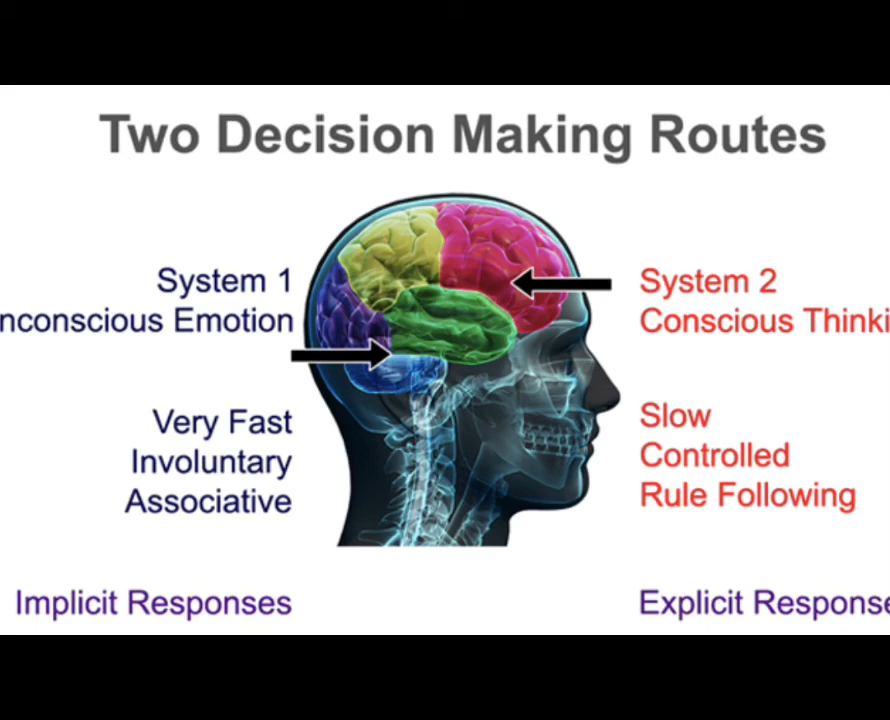 Two Decision Making Routes
System 1
nconscious Emotion
Very Fast
Involuntary
Associative
Implicit Responses
System 2
Conscious Thinki
Slow
Controlled
Rule Following
Explicit Response